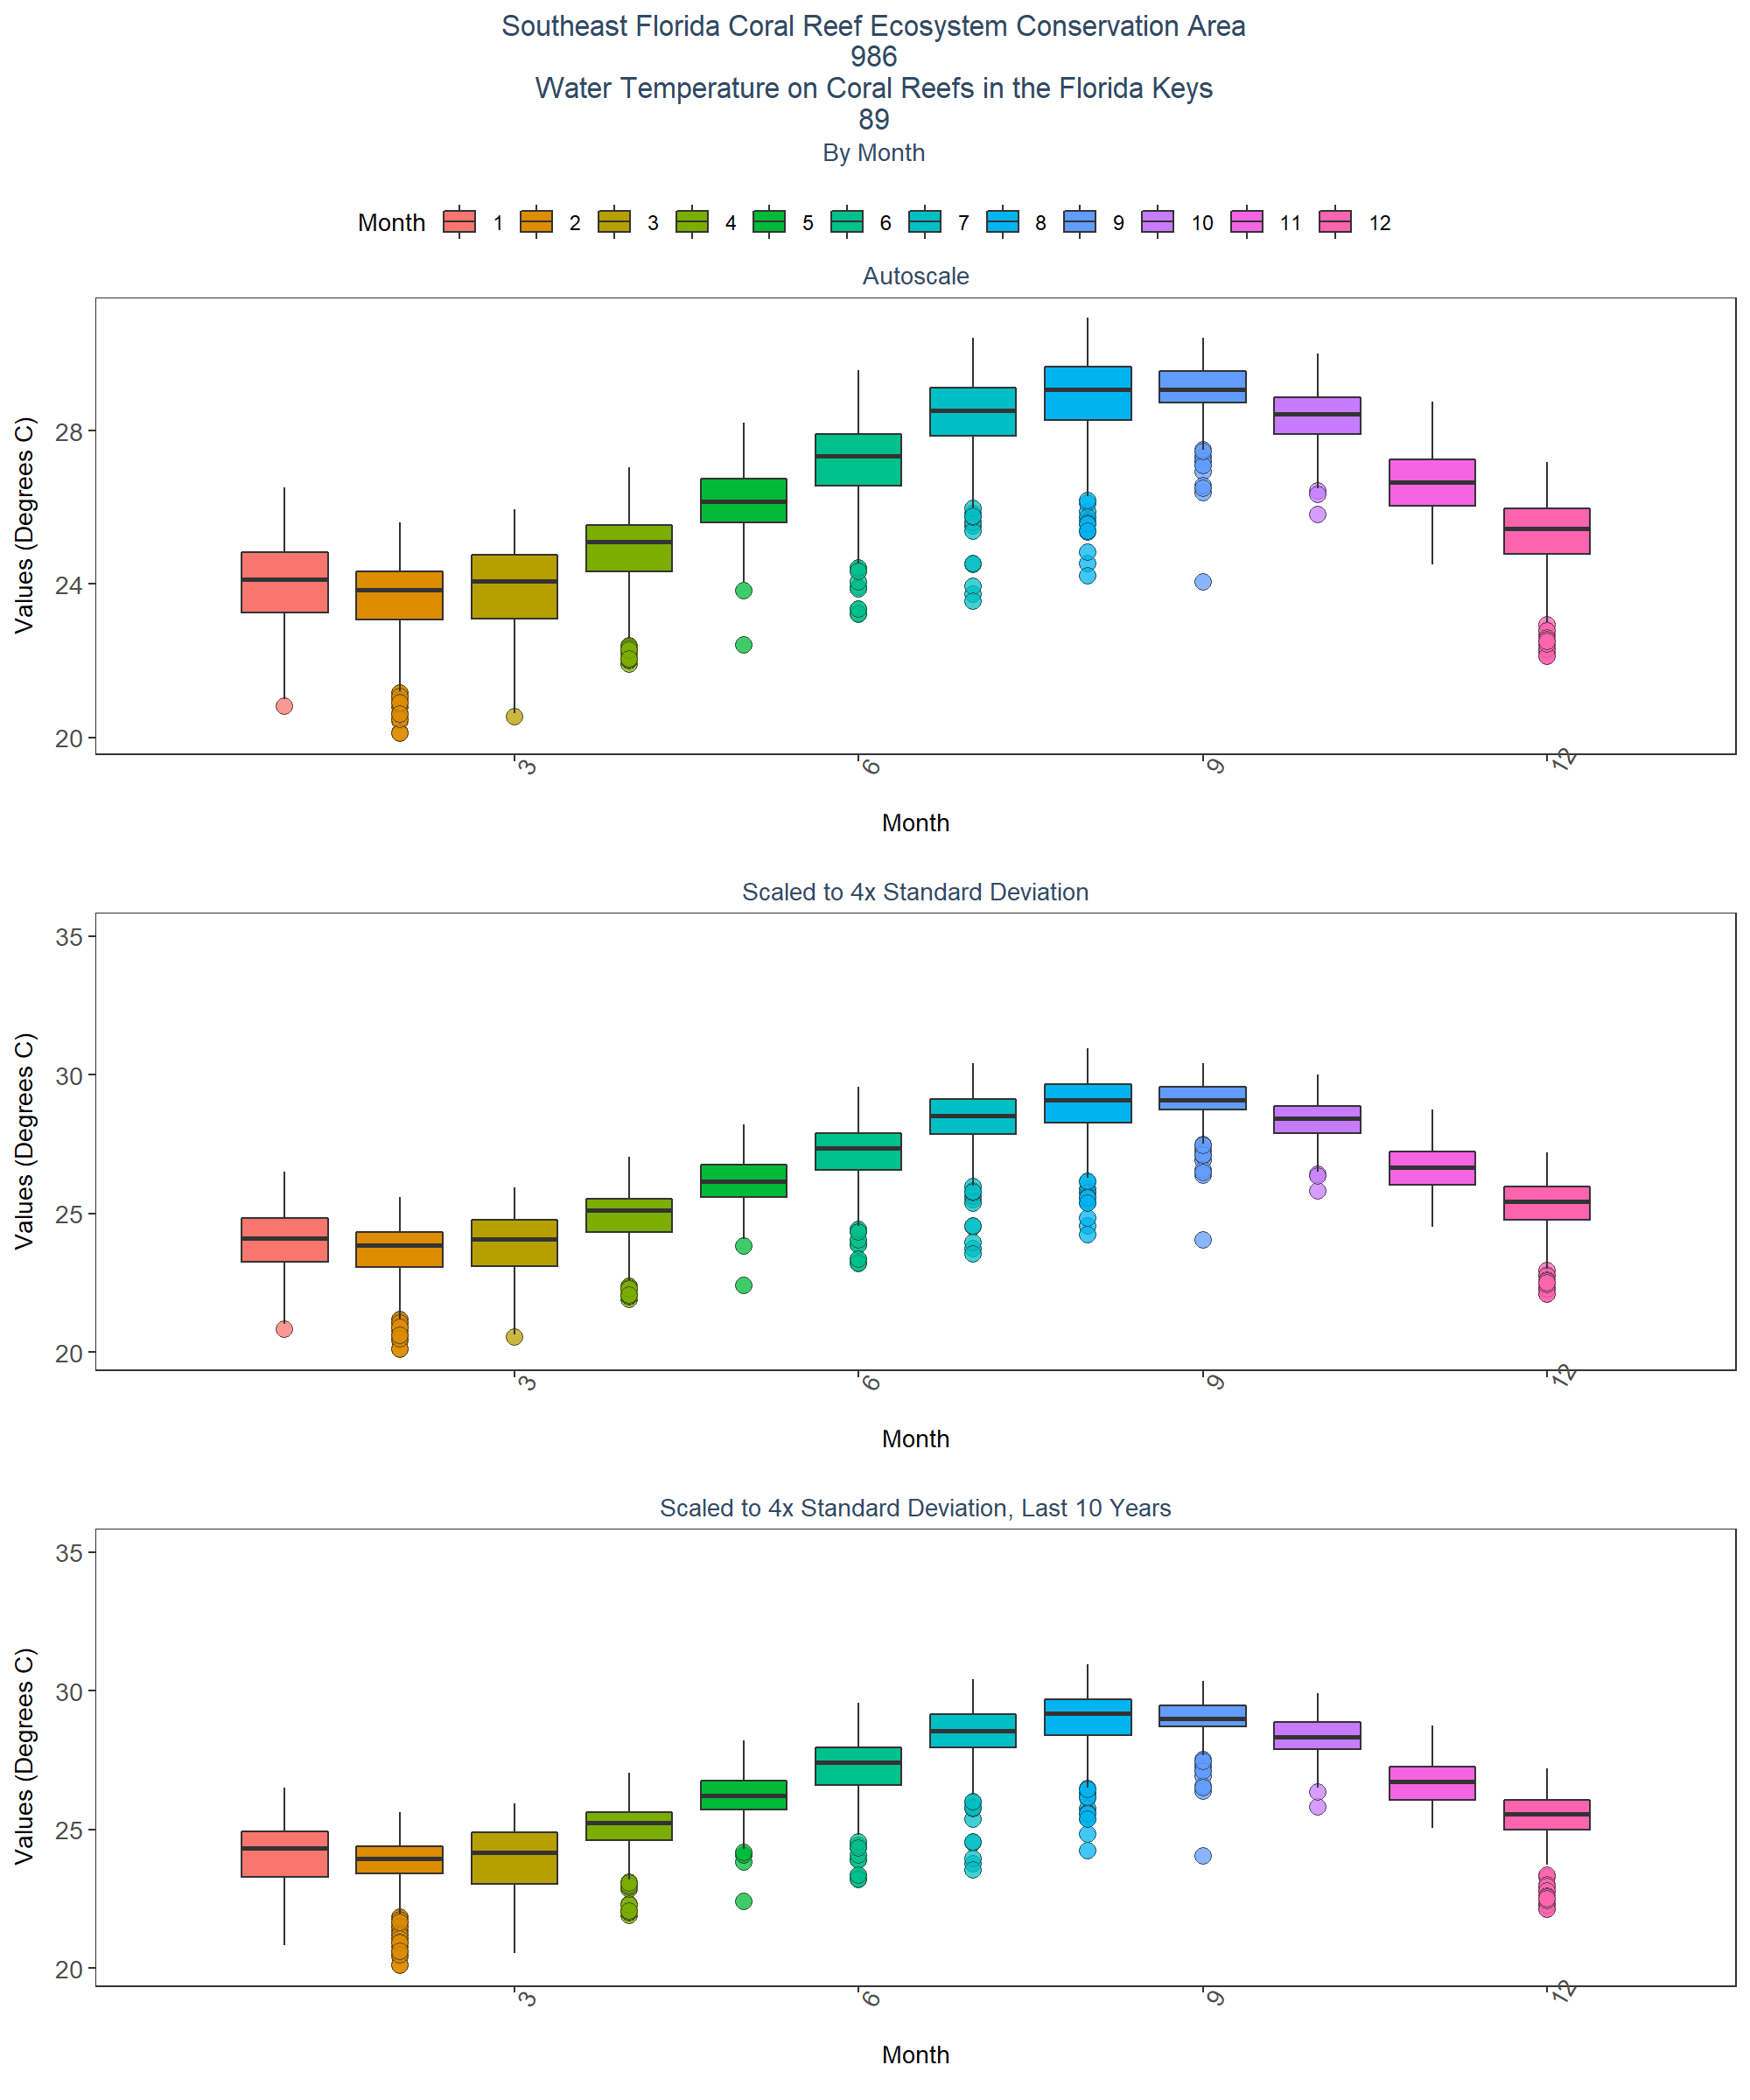 Southeast Florida Coral Reef Ecosystem Conservation Area
986
Water Temperature on Coral Reefs in the Florida Keys
89
By Month
Month 1 2 3 4 5 6 7 8 9 10 11 12
Autoscale
Values (Degrees C)
28
24
20
3 6 9 12
Month
Scaled to 4x Standard Deviation
Values (Degrees C)
35
30
25
20
3 6 9 12
Month
Scaled to 4x Standard Deviation, Last 10 Years
Values (Degrees C)
35
30
25
20
3 6 9 12
Month